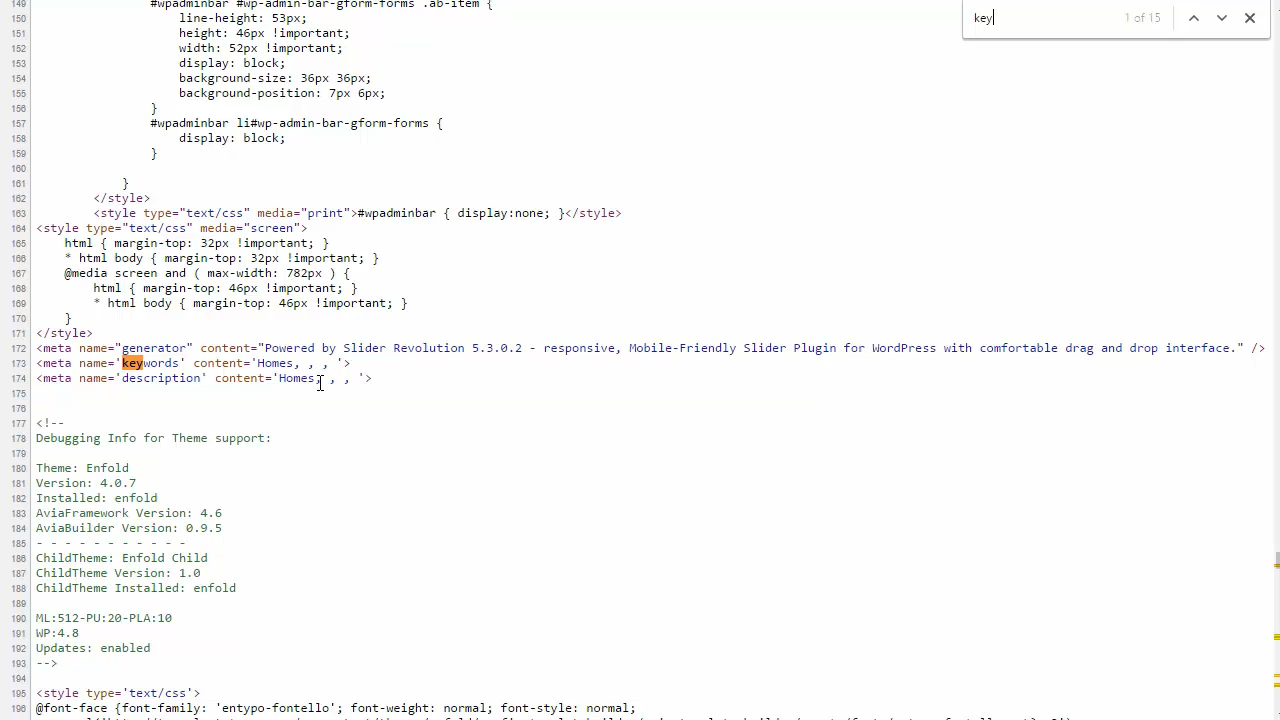 149 #wpadminbar #wp-admin-bar-gform-forms .ab-item {
150 line-height: 53px;
151 height: 46px !important;
152 width: 52px !important;
153 display: block;
154 background-size: 36px 36px;
155 background-position: 7px 6px;
156 }
157 #wpadminbar li#wp-admin-bar-gform-forms {
158 display: block;
159 }
160
161 }
162 </style>
163 <style type="text/css" media="print">#wpadminbar { display:none; }</style>
164 <style type="text/css" media="screen">
165 html { margin-top: 32px !important; }
166 * html body { margin-top: 32px !important; }
167 @media screen and ( max-width: 782px ) {
168 html { margin-top: 46px !important; }
169 * html body { margin-top: 46px !important; }
170 }
171 </style>
172 <meta name="generator" content="Powered by Slider Revolution 5.3.0.2 - responsive, Mobile-Friendly Slider Plugin for WordPress with comfortable drag and drop interface." />
173 <meta name='keywords' content='Homes, , , '>
174 <meta name='description' content='Homes, , , '>
175
176
177 <!--
178 Debugging Info for Theme support:
179
180 Theme: Enfold
181 Version: 4.0.7
182 Installed: enfold
183 AviaFramework Version: 4.6
184 AviaBuilder Version: 0.9.5
185 - - - - - - - - - - -
186 ChildTheme: Enfold Child
187 ChildTheme Version: 1.0
188 ChildTheme Installed: enfold
189
190 ML:512-PU:20-PLA:10
191 WP:4.8
192 Updates: enabled
193 -->
194
195 <style type='text/css'>
196 @font-face {font-family: 'entypo-fontello'; font-weight: normal; font-style: normal;
key 1 of 15